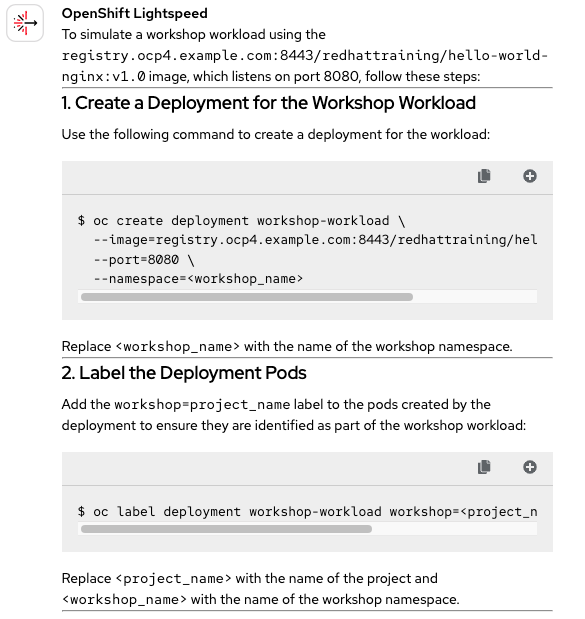 OpenShift Lightspeed
To simulate a workshop workload using the
registry.ocp4.example.com:8443/redhattraining/hello-world-
nginx:v1.0 image, which listens on port 8080, follow these steps:
1. Create a Deployment for the Workshop Workload
Use the following command to create a deployment for the workload:
$ oc create deployment workshop-workload \
--image=registry.ocp4.example.com:8443/redhattraining/hel
--port=8080 \
--namespace=<workshop_name>
Replace <workshop_name> with the name of the workshop namespace.
2. Label the Deployment Pods
Add the workshop=project_name label to the pods created by the
deployment to ensure they are identified as part of the workshop workload:
$ oc label deployment workshop-workload workshop=<project_n
Replace <project_name> with the name of the project and
<workshop_name> with the name of the workshop namespace.